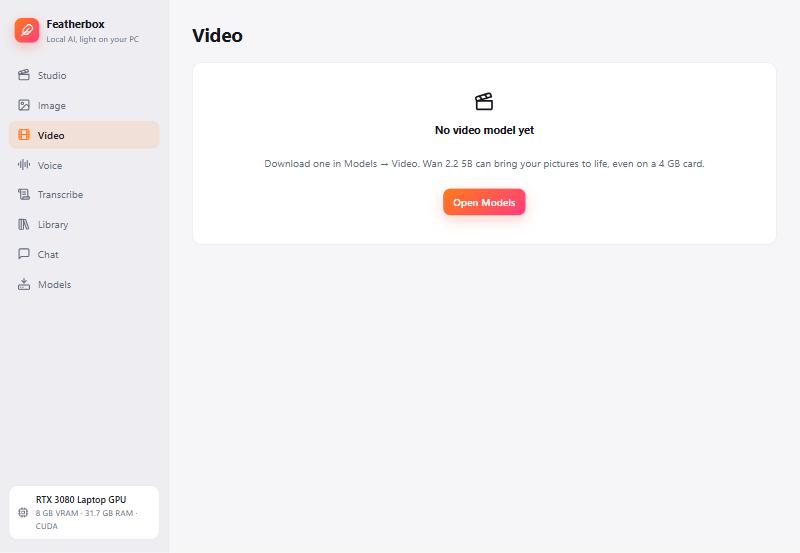 Featherbox
Local AI, light on your PC
Studio
Image
Video
Voice
Transcribe
Library
Chat
Models
RTX 3080 Laptop GPU
8 GB VRAM · 31.7 GB RAM ·
CUDA
Video
No video model yet
Download one in Models → Video. Wan 2.2 5B can bring your pictures to life, even on a 4 GB card.
Open Models